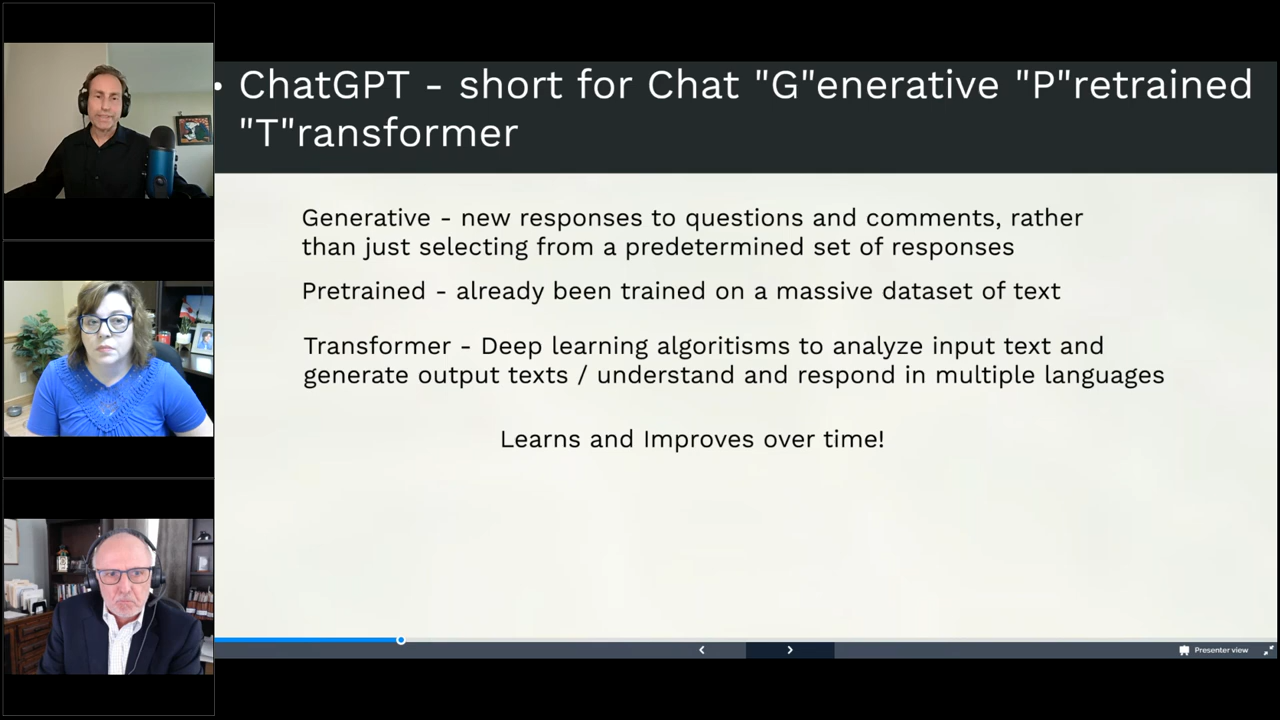 • ChatGPT - short for Chat "G"enerative "P"retrained
"T"ransformer
Generative - new responses to questions and comments, rather
than just selecting from a predetermined set of responses
Pretrained - already been trained on a massive dataset of text
Transformer - Deep learning algoritisms to analyze input text and
generate output texts / understand and respond in multiple languages
Learns and Improves over time!
Presenter view